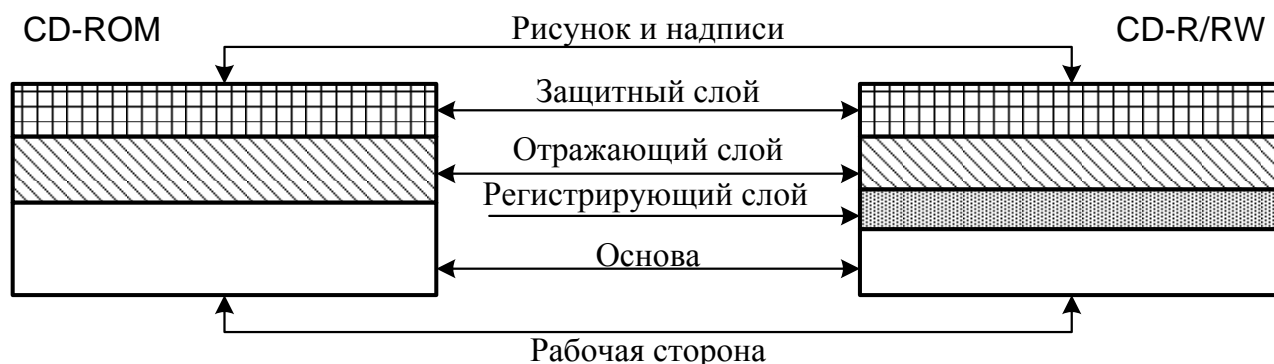 CD-ROM
Рисунок и надписи
CD-R/RW
Защитный слой
Отражающий слой
Регистрирующий слой
Основа
Рабочая сторона